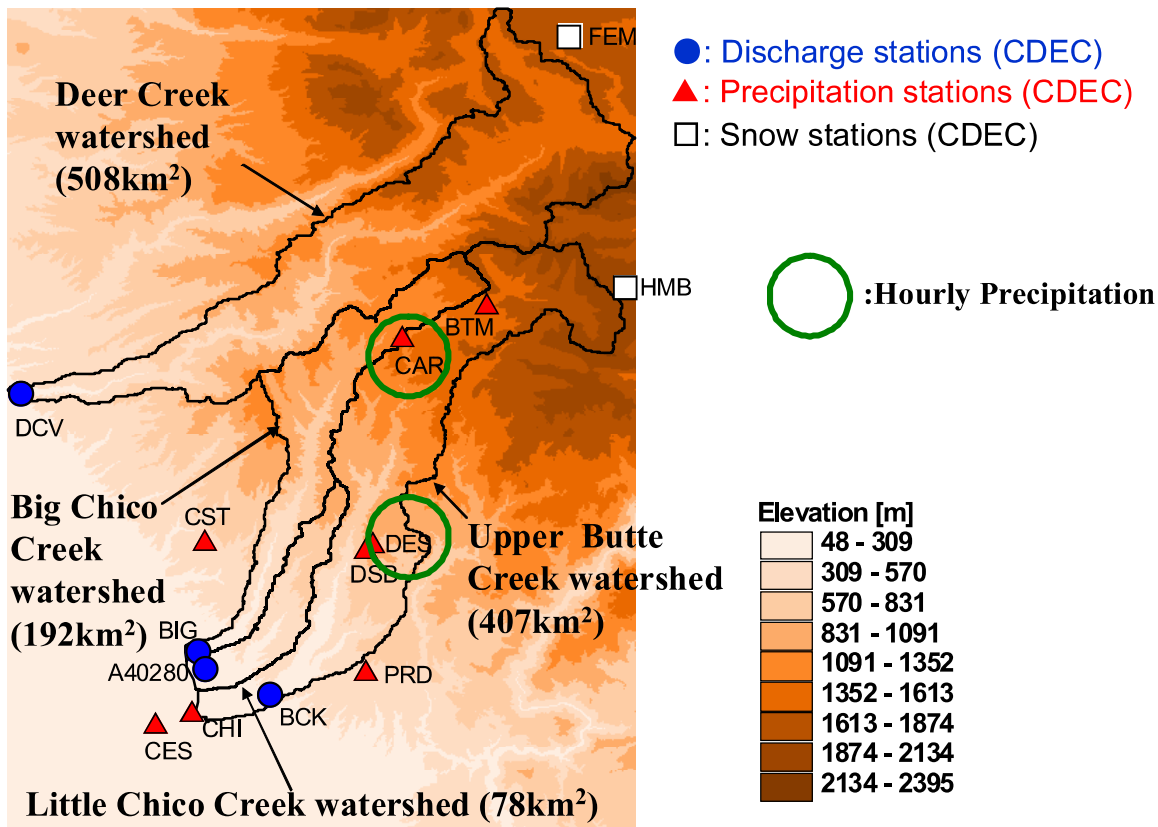 FEM
: Discharge stations (CDEC)
: Precipitation stations (CDEC)
: Snow stations (CDEC)
Deer Creek
watershed
(508km²)
HMB
:Hourly Precipitation
BTM
CAR
DCV
Big Chico
Creek
watershed
(192km²)
CST
DES
DSB
Upper Butte
Creek watershed
(407km²)
Elevation [m]
48 - 309
309 - 570
570 - 831
831 - 1091
1091 - 1352
1352 - 1613
1613 - 1874
1874 - 2134
2134 - 2395
BIG
A40280
PRD
BCK
CHI
CES
Little Chico Creek watershed (78km²)